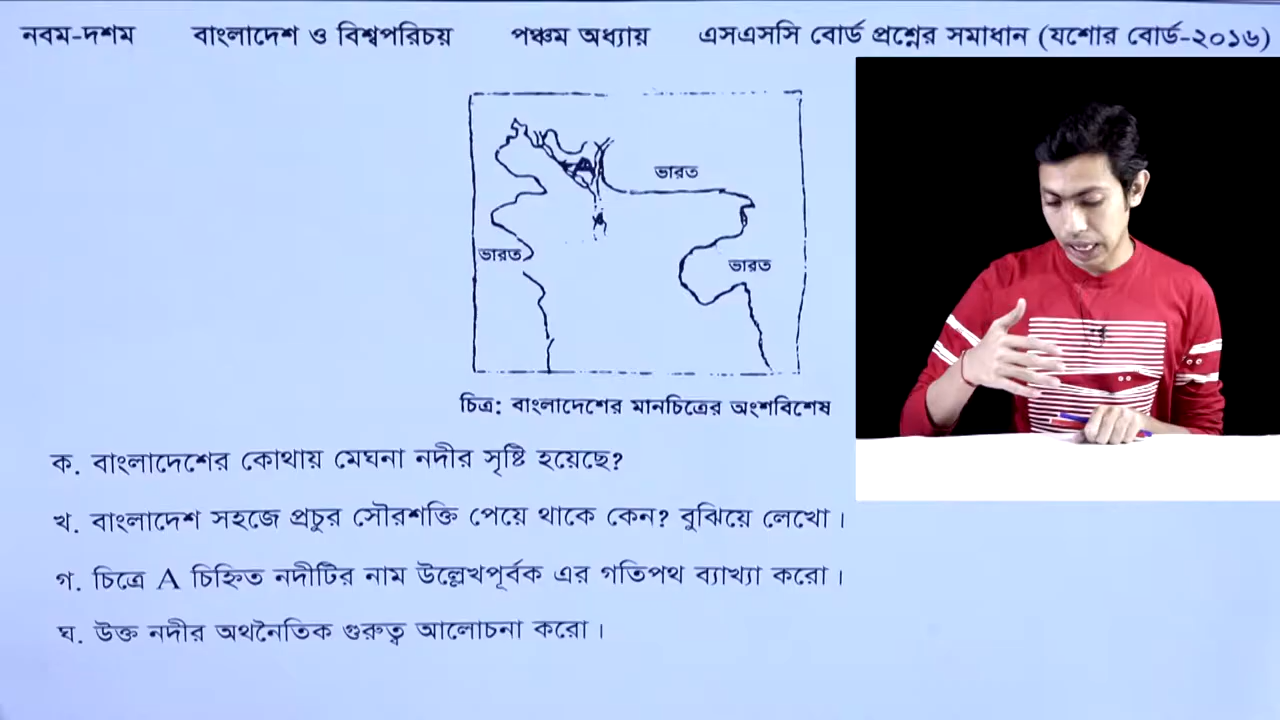 নবম-দশম বাংলাদেশ ও বিশ্বপরিচয় পঞ্চম অধ্যায় এসএসসি বোর্ড প্রশ্নের সমাধান (যশোর বোর্ড-২০১৬)
ভারত
ভারত
ভারত
চিত্র: বাংলাদেশের মানচিত্রের অংশবিশেষ
ক. বাংলাদেশের কোথায় মেঘনা নদীর সৃষ্টি হয়েছে?
খ. বাংলাদেশ সহজে প্রচুর সৌরশক্তি পেয়ে থাকে কেন? বুঝিয়ে লেখো।
গ. চিত্রে A চিহ্নিত নদীটির নাম উল্লেখপূর্বক এর গতিপথ ব্যাখ্যা করো।
ঘ. উক্ত নদীর অর্থনৈতিক গুরুত্ব আলোচনা করো।